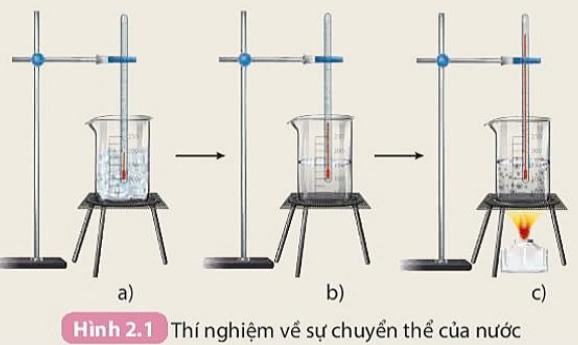 a)
b)
c)
Hình 2.1 Thí nghiệm về sự chuyển thể của nước